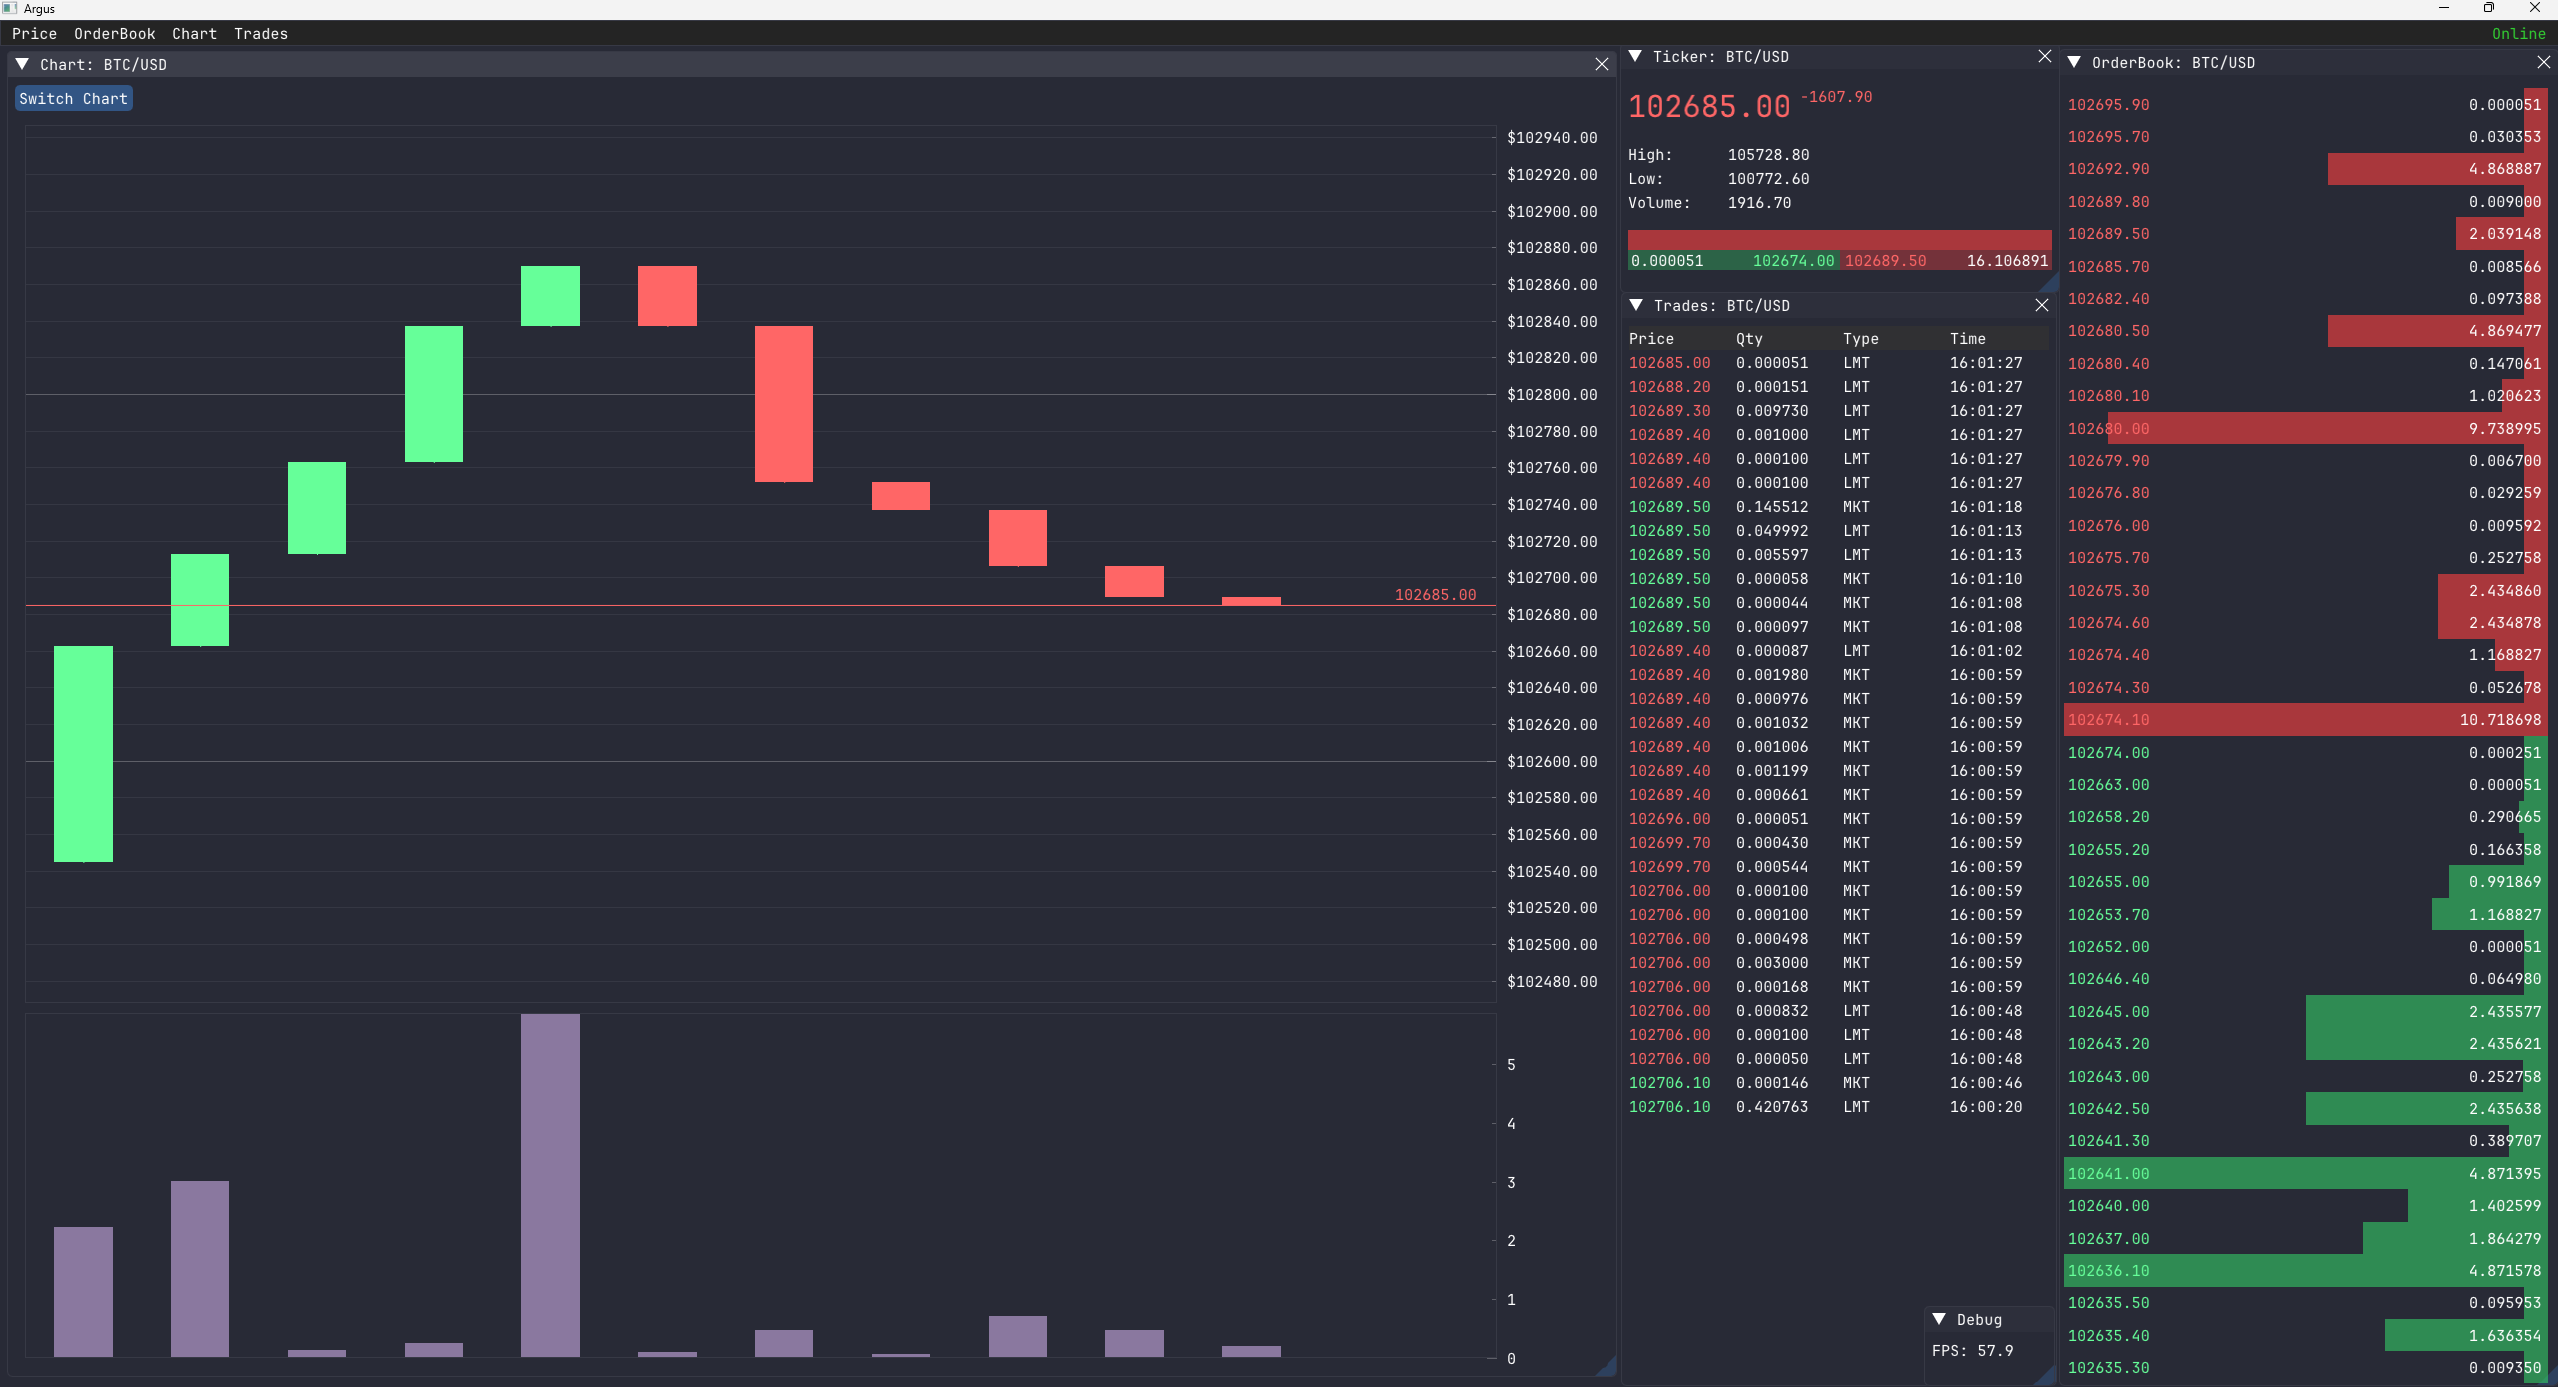 Argus
Price OrderBook Chart Trades Online
Chart: BTC/USD
Switch Chart
$102940.00
$102920.00
$102900.00
$102880.00
$102860.00
$102840.00
$102820.00
$102800.00
$102780.00
$102760.00
$102740.00
$102720.00
$102700.00
102685.00
$102680.00
$102660.00
$102640.00
$102620.00
$102600.00
$102580.00
$102560.00
$102540.00
$102520.00
$102500.00
$102480.00
5
4
3
2
1
0
Ticker: BTC/USD
102685.00 -1607.90
High: 105728.80
Low: 100772.60
Volume: 1916.70
0.000051 102674.00 102689.50 16.106891
Trades: BTC/USD
Price Qty Type Time
102685.00 0.000051 LMT 16:01:27
102688.20 0.000151 LMT 16:01:27
102689.30 0.009730 LMT 16:01:27
102689.40 0.001000 LMT 16:01:27
102689.40 0.000100 LMT 16:01:27
102689.40 0.000100 LMT 16:01:27
102689.50 0.145512 MKT 16:01:18
102689.50 0.049992 LMT 16:01:13
102689.50 0.005597 LMT 16:01:13
102689.50 0.000058 MKT 16:01:10
102689.50 0.000044 MKT 16:01:08
102689.50 0.000097 MKT 16:01:08
102689.40 0.000087 LMT 16:01:02
102689.40 0.001980 MKT 16:00:59
102689.40 0.000976 MKT 16:00:59
102689.40 0.001032 MKT 16:00:59
102689.40 0.001006 MKT 16:00:59
102689.40 0.001199 MKT 16:00:59
102689.40 0.000661 MKT 16:00:59
102696.00 0.000051 MKT 16:00:59
102699.70 0.000430 MKT 16:00:59
102699.70 0.000544 MKT 16:00:59
102706.00 0.000100 MKT 16:00:59
102706.00 0.000100 MKT 16:00:59
102706.00 0.000498 MKT 16:00:59
102706.00 0.003000 MKT 16:00:59
102706.00 0.000168 MKT 16:00:59
102706.00 0.000832 LMT 16:00:48
102706.00 0.000100 LMT 16:00:48
102706.00 0.000050 LMT 16:00:48
102706.10 0.000146 MKT 16:00:46
102706.10 0.420763 LMT 16:00:20
Debug
FPS: 57.9
OrderBook: BTC/USD
102695.90 0.000051
102695.70 0.030353
102692.90 4.868887
102689.80 0.009000
102689.50 2.039148
102685.70 0.008566
102682.40 0.097388
102680.50 4.869477
102680.40 0.147061
102680.10 1.020623
102680.00 9.738995
102679.90 0.006700
102676.80 0.029259
102676.00 0.009592
102675.70 0.252758
102675.30 2.434860
102674.60 2.434878
102674.40 1.168827
102674.30 0.052678
102674.10 10.718698
102674.00 0.000251
102663.00 0.000051
102658.20 0.290665
102655.20 0.166358
102655.00 0.991869
102653.70 1.168827
102652.00 0.000051
102646.40 0.064980
102645.00 2.435577
102643.20 2.435621
102643.00 0.252758
102642.50 2.435638
102641.30 0.389707
102641.00 4.871395
102640.00 1.402599
102637.00 1.864279
102636.10 4.871578
102635.50 0.095953
102635.40 1.636354
102635.30 0.009350